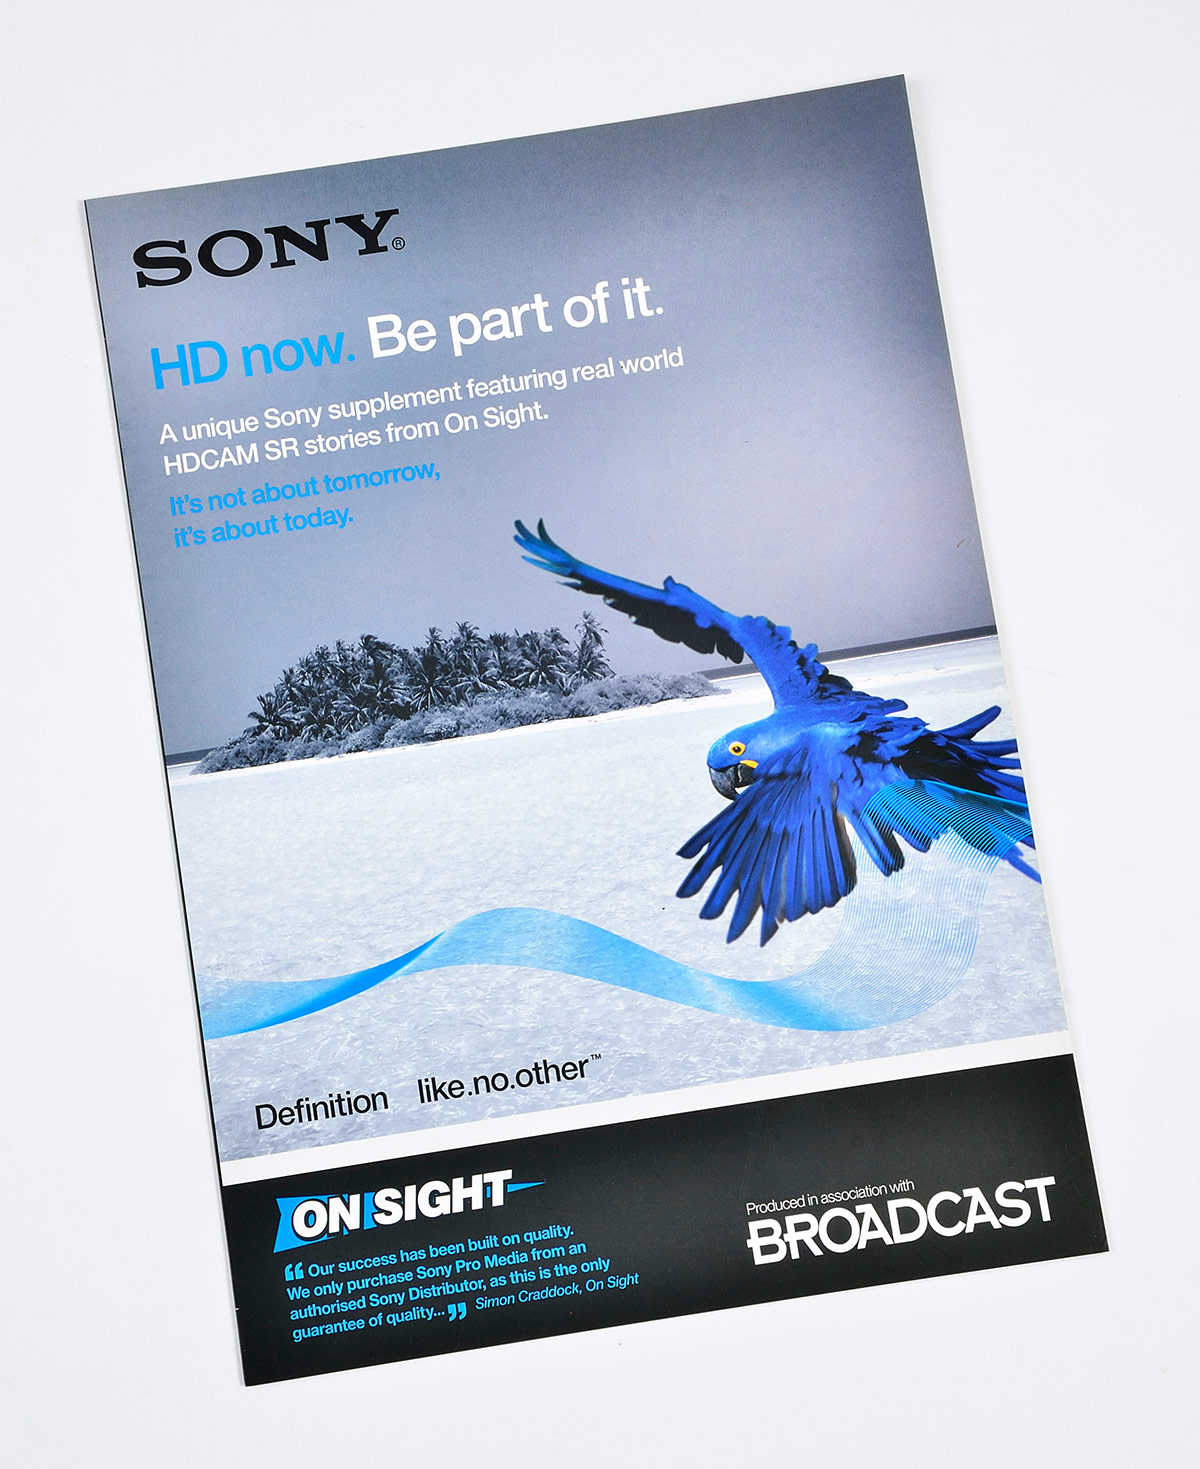 SONY®
HD now. Be part of it.
A unique Sony supplement featuring real world
HDCAM SR stories from On Sight.
It's not about tomorrow,
it's about today.
Definition like.no.other™
ON SIGHT
“Our success has been built on quality.
We only purchase Sony Pro Media from an
authorised Sony Distributor, as this is the only
guarantee of quality...” Simon Craddock, On Sight
Produced in association with
BROADCAST